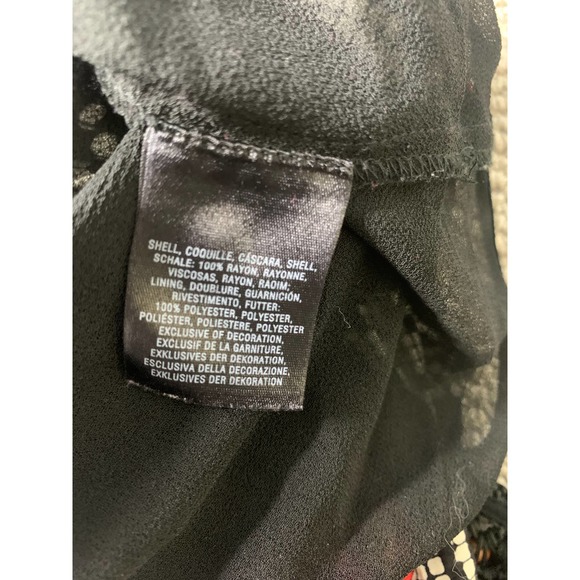 SHELL, COQUILLE, CÁSCARA, SHELL,
SCHALE: 100% RAYON, RAYONNE,
VISCOSAS, RAYON, RAOIM;
LINING, DOUBLURE, GUARNICIÓN,
RIVESTIMENTO, FUTTER:
100% POLYESTER, POLYESTER,
POLIÉSTER, POLIESTERE, POLYESTER
EXCLUSIVE OF DECORATION,
EXCLUSIF DE LA GARNITURE,
EXKLUSIVES DER DEKORATION,
ESCLUSIVA DELLA DECORAZIONE,
EXKLUSIVES DER DEKORATION